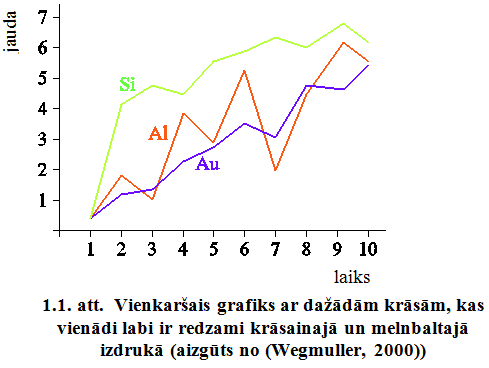 jauda
7
6
5
4
3
2
1
Si
Al
Au
1 2 3 4 5 6 7 8 9 10
laiks
1.1. att. Vienkaršais grafiks ar dažādām krāsām, kas
vienādi labi ir redzami krāsainajā un melnbaltajā
izdrukā (aizgūts no (Wegmuller, 2000))